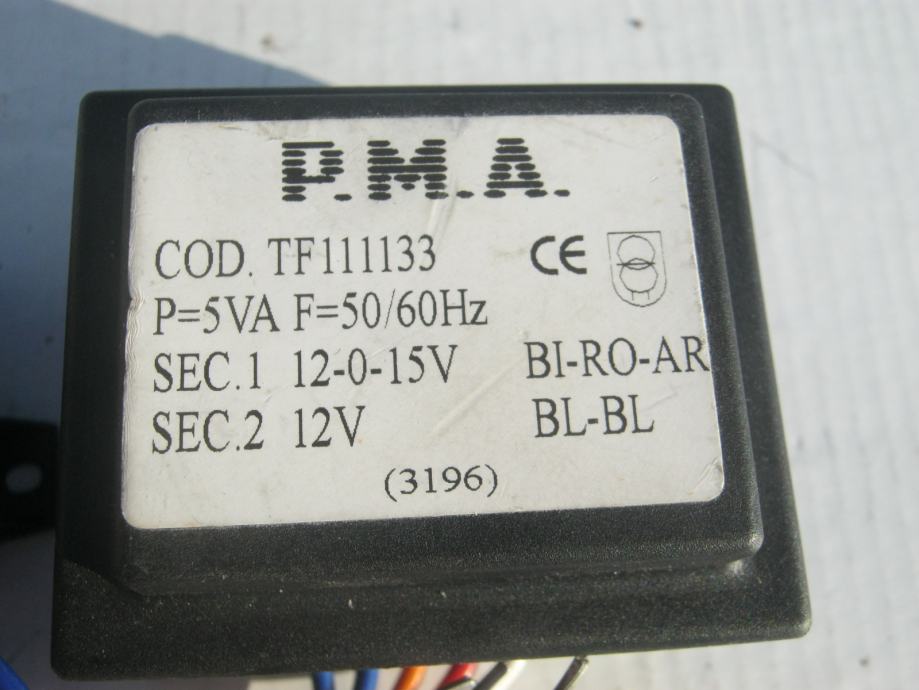 P.M.A.
COD. TF111133 CE
P=5VA F=50/60Hz
SEC.1 12-0-15V BI-RO-AR
SEC.2 12V BL-BL
(3196)